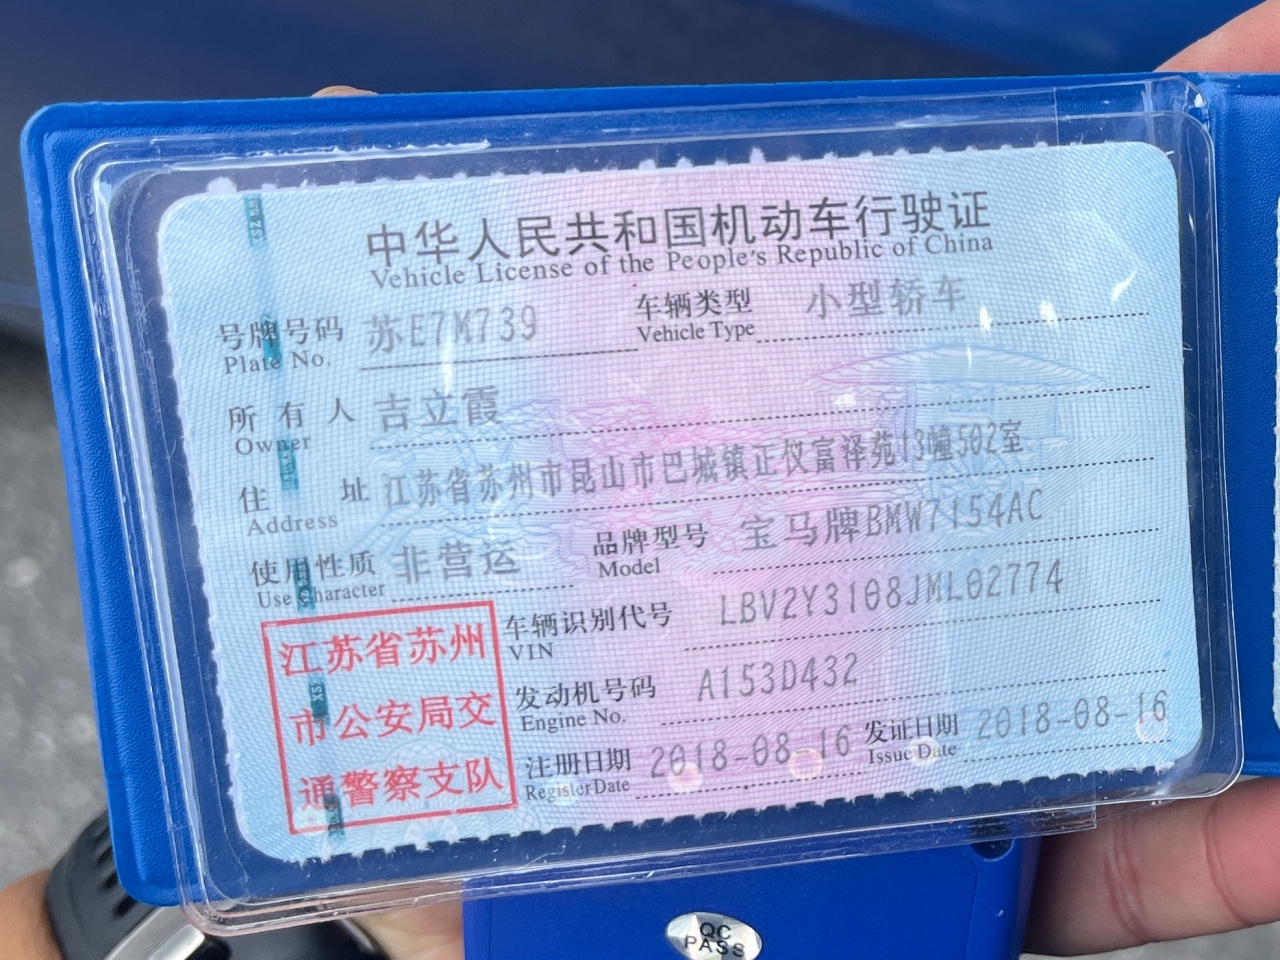 中华人民共和国机动车行驶证
Vehicle License of the People's Republic of China
号牌号码 苏E7M739 车辆类型 小型轿车
Plate No. Vehicle Type
所有人 吉立霞
Owner
住址 江苏省苏州市昆山市巴城镇正仪富译苑13幢502室
Address
使用性质 非营运 品牌型号 宝马牌BMW7154AC
Use Character Model
江苏省苏州
市公安局交
通警察支队
车辆识别代号 LBV2Y3108JML02774
VIN
发动机号码 A153D432
Engine No.
注册日期 2018-08-16 发证日期 2018-08-16
Register Date Issue Date
QC
PASS